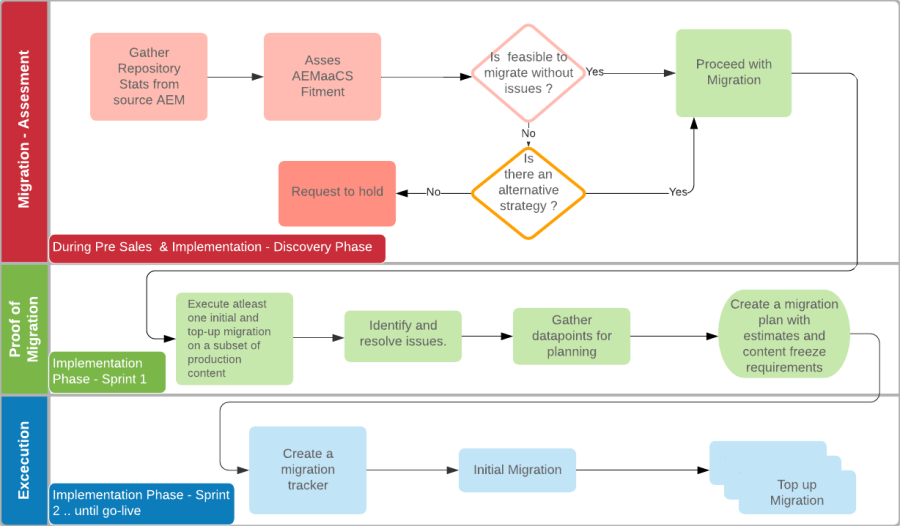 Migration - Assesment
Gather
Repository
Stats from
source AEM
Asses
AEMaaCS
Fitment
Is  feasible to
migrate without
issues ?
Yes
Proceed with
Migration
No
Is
there an
alternative
strategy ?
Yes
No
Request to hold
During Pre Sales  & Implementation - Discovery Phase
Proof of
Migration
Execute atleast
one initial and
top-up migration
on a subset of
production
content
Identify and
resolve issues.
Gather
datapoints for
planning
Create a migration
plan with
estimates and
content freeze
requirements
Implementation
Phase - Sprint 1
Excecution
Create a
migration
tracker
Initial Migration
Top up
Migration
Implementation Phase - Sprint
2 .. until go-live